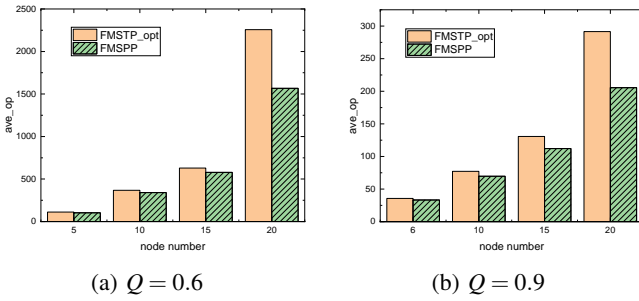 2500
2000
1500
1000
500
0
ave_op
FMSTP_opt
FMSPP
5
10
15
20
node number
(a) Q = 0.6
300
250
200
150
100
50
0
ave_op
FMSTP_opt
FMSPP
6
10
15
20
node number
(b) Q = 0.9